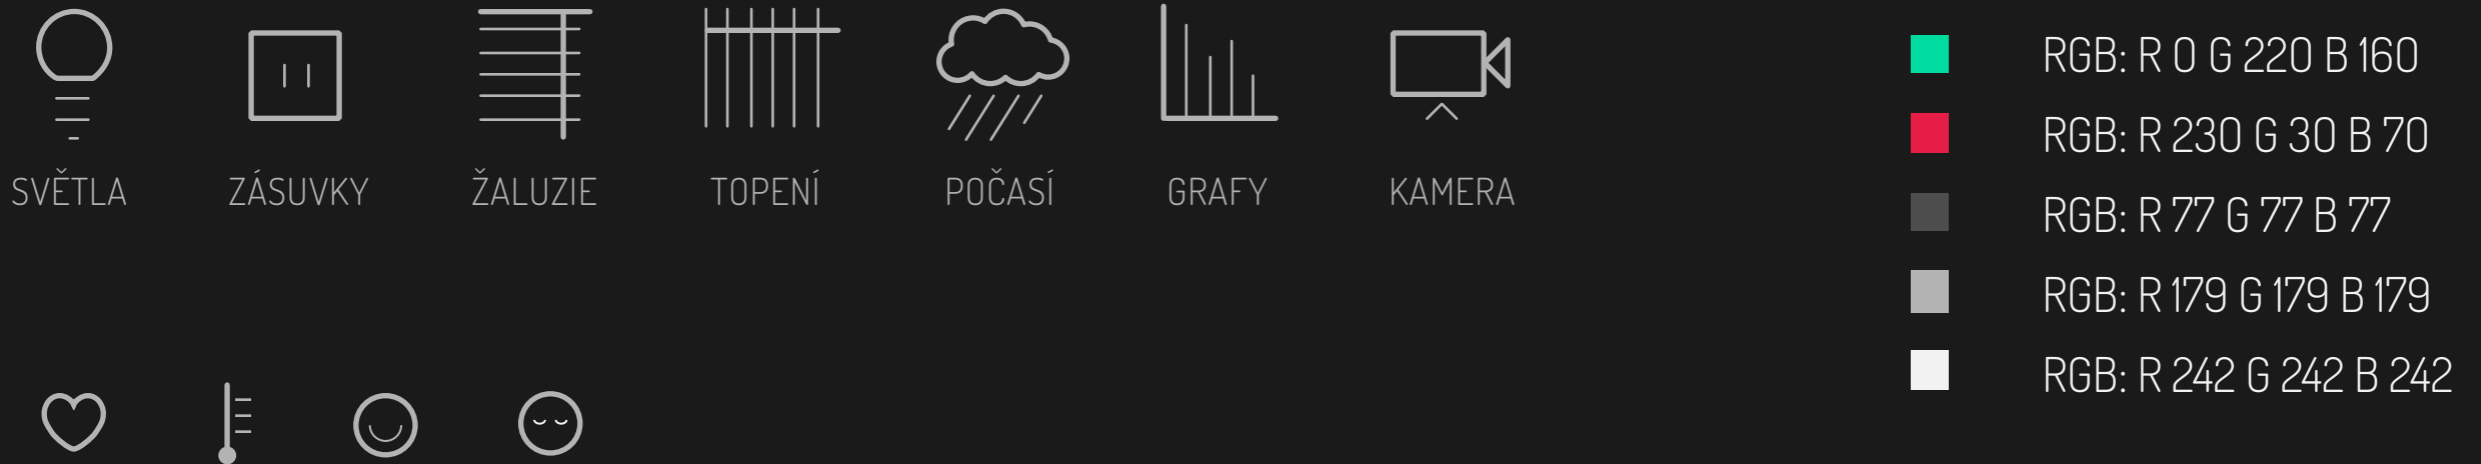 SVĚTLA
ZÁSUVKY
ŽALUZIE
TOPENÍ
POČASÍ
GRAFY
KAMERA
RGB: R 0 G 220 B 160
RGB: R 230 G 30 B 70
RGB: R 77 G 77 B 77
RGB: R 179 G 179 B 179
RGB: R 242 G 242 B 242